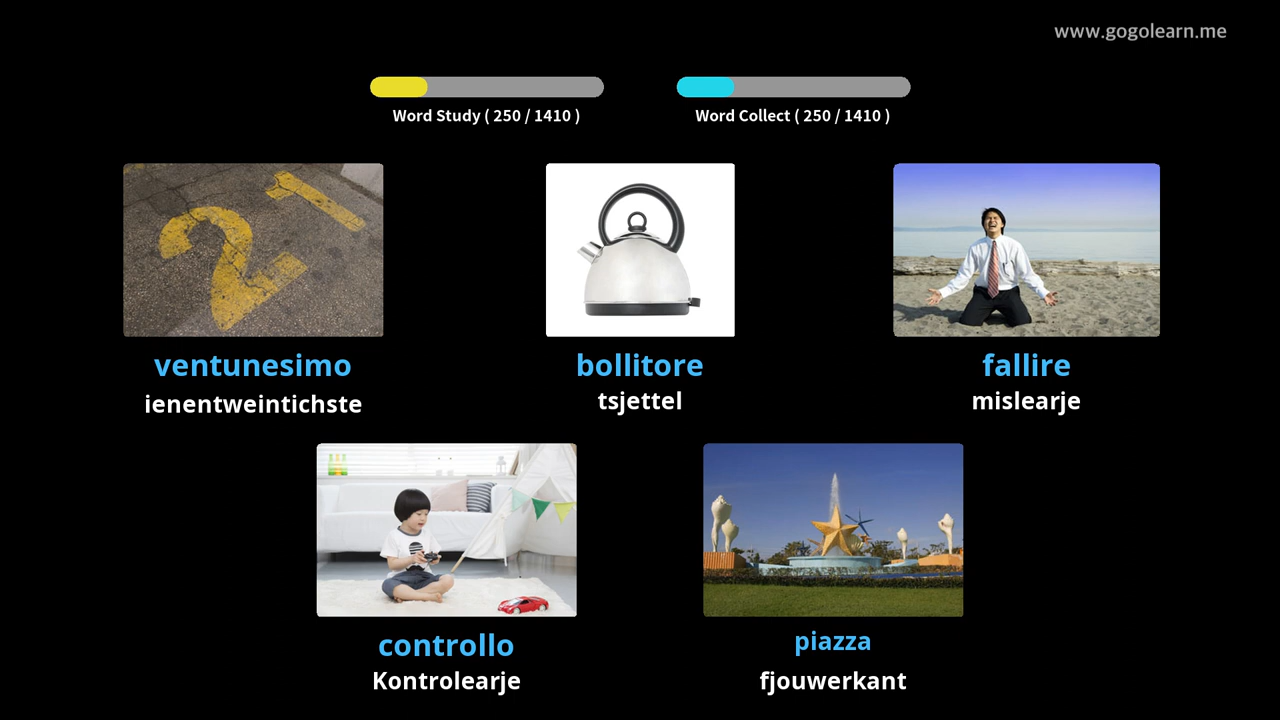 www.gogolearn.me
Word Study ( 250 / 1410 )
Word Collect ( 250 / 1410 )
21
ventunesimo
ienentweintichste
bollitore
tsjettel
fallire
mislearje
controllo
Kontrolearje
piazza
fjouwerkant